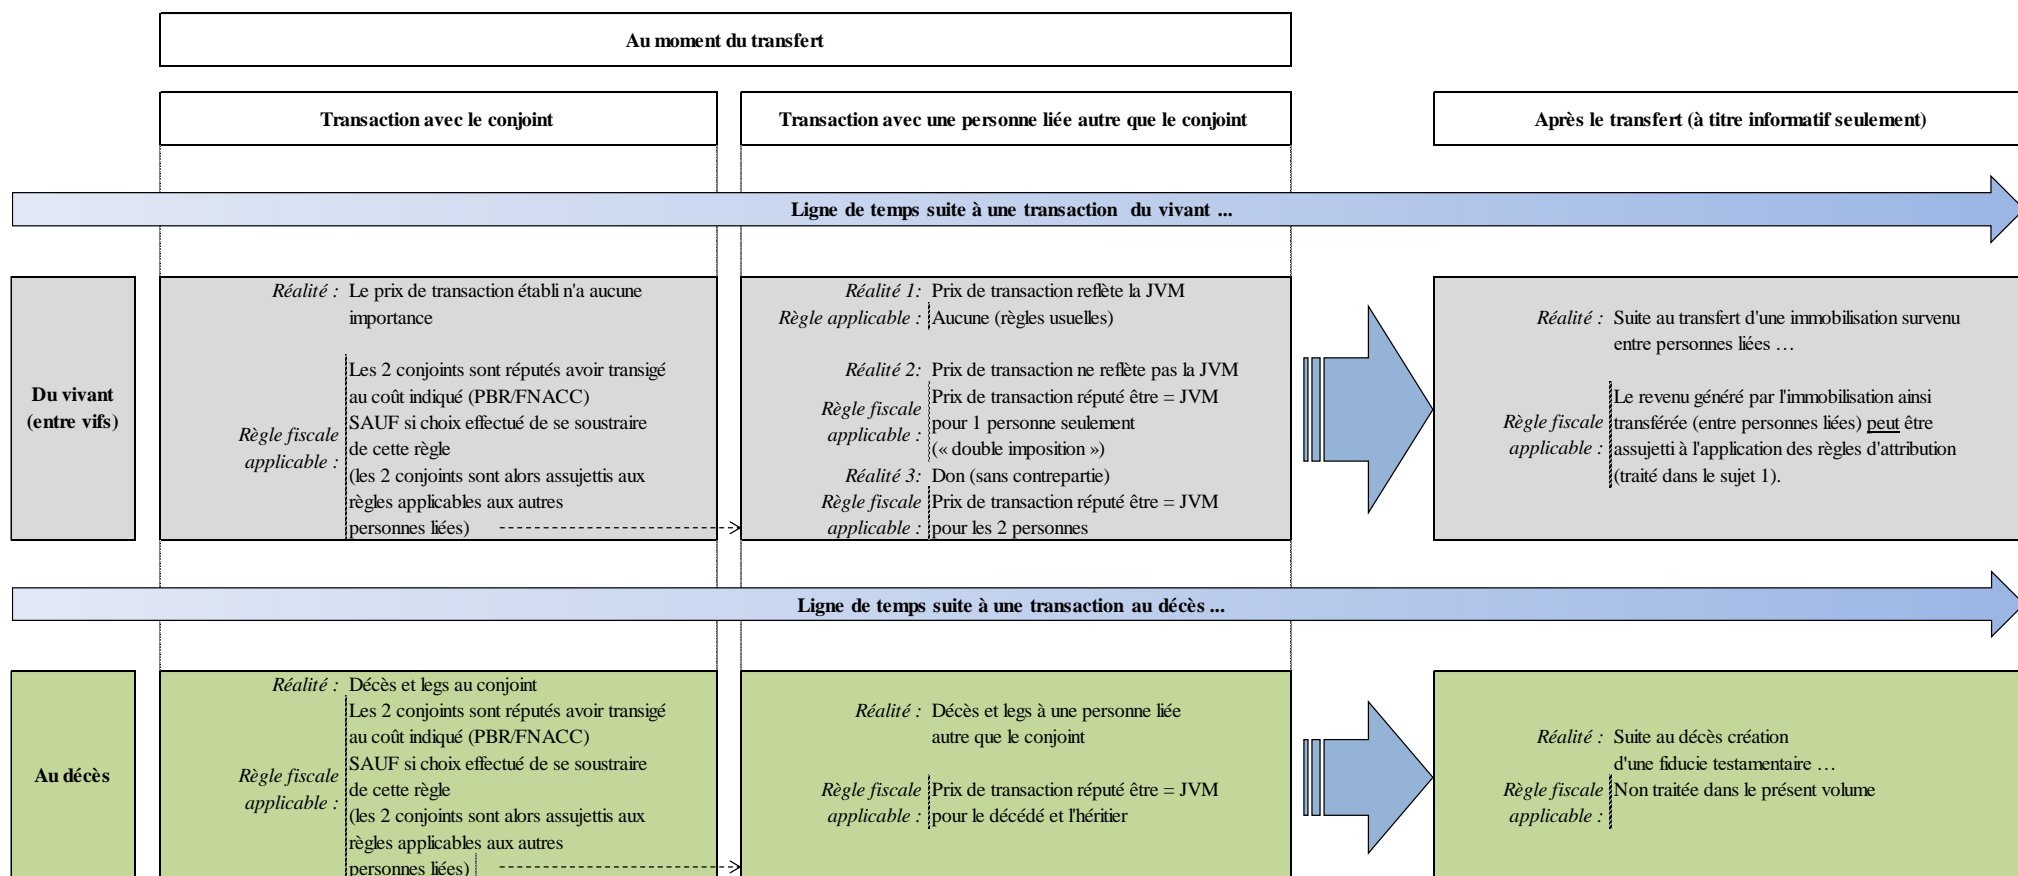 Au moment du transfert
Transaction avec le conjoint
Transaction avec une personne liée autre que le conjoint
Après le transfert (à titre informatif seulement)
Ligne de temps suite à une transaction du vivant ...
Du vivant
(entre vifs)
Réalité : Le prix de transaction établi n'a aucune
importance
Règle fiscale
applicable :
Les 2 conjoints sont réputés avoir transigé
au coût indiqué (PBR/FNACC)
SAUF si choix effectué de se soustraire
de cette règle
(les 2 conjoints sont alors assujettis aux
règles applicables aux autres
personnes liées)
Réalité 1: Prix de transaction reflète la JVM
Règle applicable : Aucune (règles usuelles)
Réalité 2: Prix de transaction ne reflète pas la JVM
Règle fiscale
applicable :
Prix de transaction réputé être = JVM
pour 1 personne seulement
(« double imposition »)
Réalité 3: Don (sans contrepartie)
Règle fiscale
applicable :
Prix de transaction réputé être = JVM
pour les 2 personnes
Réalité : Suite au transfert d'une immobilisation survenu
entre personnes liées …
Règle fiscale
applicable :
Le revenu généré par l'immobilisation ainsi
transférée (entre personnes liées) peut être
assujetti à l'application des règles d'attribution
(traité dans le sujet 1).
Ligne de temps suite à une transaction au décès ...
Au décès
Réalité : Décès et legs au conjoint
Règle fiscale
applicable :
Les 2 conjoints sont réputés avoir transigé
au coût indiqué (PBR/FNACC)
SAUF si choix effectué de se soustraire
de cette règle
(les 2 conjoints sont alors assujettis aux
règles applicables aux autres
personnes liées)
Réalité : Décès et legs à une personne liée
autre que le conjoint
Règle fiscale
applicable :
Prix de transaction réputé être = JVM
pour le décédé et l'héritier
Réalité : Suite au décès création
d'une fiducie testamentaire …
Règle fiscale
applicable :
Non traitée dans le présent volume